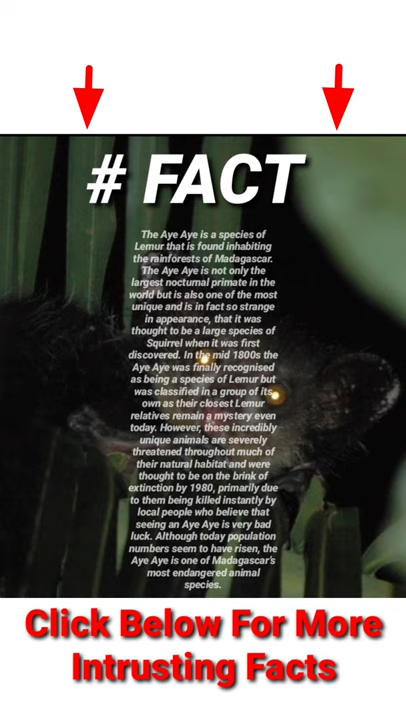 # FACT
The Aye Aye is a species of
Lemur that is found inhabiting
the rainforests of Madagascar.
The Aye Aye is not only the
largest nocturnal primate in the
world but is also one of the most
unique and is in fact so strange
in appearance, that it was
thought to be a large species of
Squirrel when it was first
discovered. In the mid 1800s the
Aye Aye was finally recognised
as being a species of Lemur but
was classified in a group of its
own as their closest Lemur
relatives remain a mystery even
today. However, these incredibly
unique animals are severely
threatened throughout much of
their natural habitat and were
thought to be on the brink of
extinction by 1980, primarily due
to them being killed instantly by
local people who believe that
seeing an Aye Aye is very bad
luck. Although today population
numbers seem to have risen, the
Aye Aye is one of Madagascar's
most endangered animal
species.
Click Below For More
Intrusting Facts